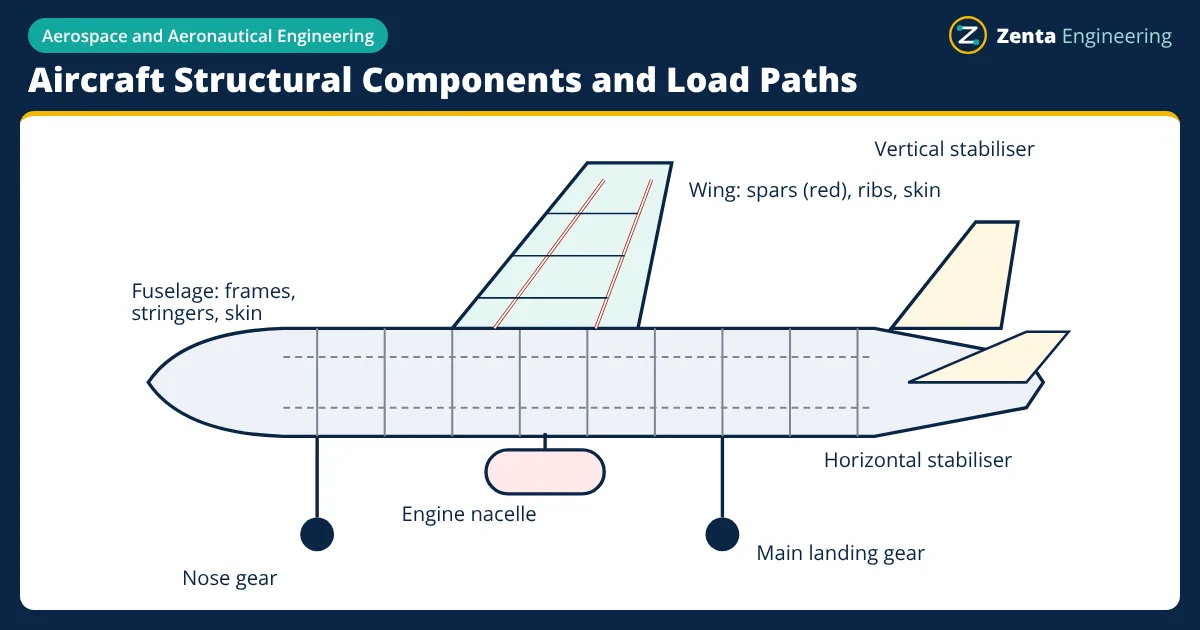 Aerospace and Aeronautical Engineering
Zenta Engineering
Aircraft Structural Components and Load Paths
Vertical stabiliser
Wing: spars (red), ribs, skin
Fuselage: frames,
stringers, skin
Horizontal stabiliser
Engine nacelle
Main landing gear
Nose gear